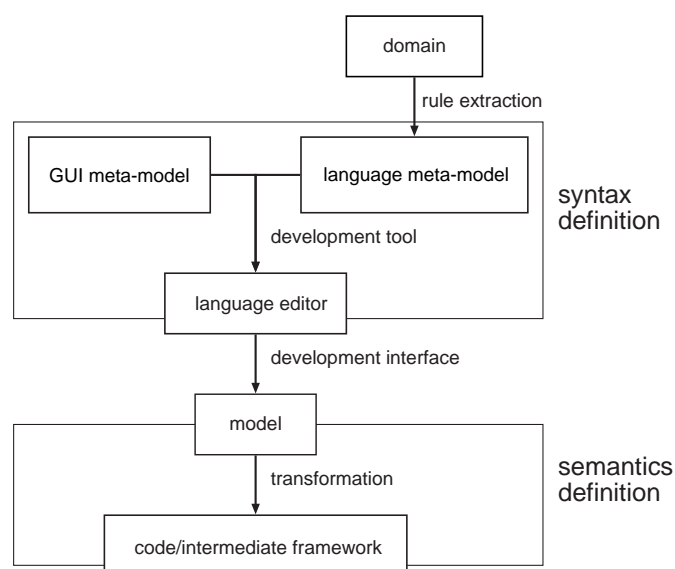 domain
rule extraction
GUI meta-model
language meta-model
syntax
definition
development tool
language editor
development interface
model
transformation
semantics
definition
code/intermediate framework